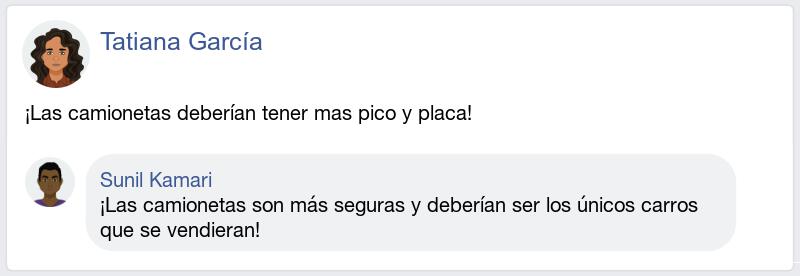 Tatiana García
¡Las camionetas deberían tener mas pico y placa!
Sunil Kamari
¡Las camionetas son más seguras y deberían ser los únicos carros
que se vendieran!